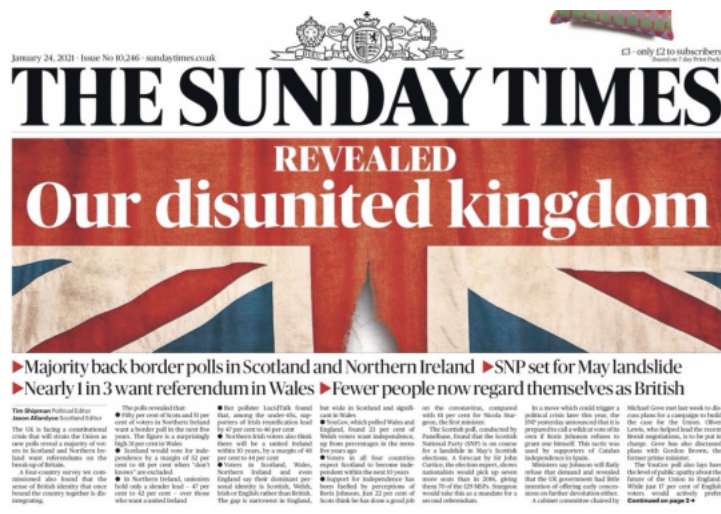 January 24, 2021 · Issue No 10,246 · sundaytimes.co.uk
£3 · only £2 to subscribers
(based on 7 day Print Pack)
THE SUNDAY TIMES
REVEALED
Our disunited kingdom
Majority back border polls in Scotland and Northern Ireland SNP set for May landslide
Nearly 1 in 3 want referendum in Wales Fewer people now regard themselves as British
Tim Shipman Political Editor
Jason Allardyce Scotland Editor
The UK is facing a constitutional
crisis that will strain the Union as
new polls reveal a majority of vot-
ers in Scotland and Northern Ire-
land want referendums on the
break-up of Britain.
A four-country survey we com-
missioned also found that the
sense of British identity that once
bound the country together is dis-
integrating.
The polls revealed that:
● Fifty per cent of Scots and 51 per
cent of voters in Northern Ireland
want a border poll in the next five
years. The figure is a surprisingly
high 31 per cent in Wales
● Scotland would vote for inde-
pendence by a margin of 52 per
cent to 48 per cent when "don't
knows" are excluded
● In Northern Ireland, unionists
hold only a slender lead – 47 per
cent to 42 per cent – over those
who want a united Ireland
● But pollster LucidTalk found
that, among the under-45s, sup-
porters of Irish reunification lead
by 47 per cent to 46 per cent
● Northern Irish voters also think
there will be a united Ireland
within 10 years, by a margin of 48
per cent to 44 per cent
● Voters in Scotland, Wales,
Northern Ireland and even
England say their dominant per-
sonal identity is Scottish, Welsh,
Irish or English rather than British.
The gap is narrowest in England,
but wide in Scotland and signifi-
cant in Wales
● YouGov, which polled Wales and
England, found 23 per cent of
Welsh voters want independence,
up from percentages in the teens
five years ago
● Voters in all four countries
expect Scotland to become inde-
pendent within the next 10 years
● Support for independence has
been fuelled by perceptions of
Boris Johnson. Just 22 per cent of
Scots think he has done a good job
on the coronavirus, compared
with 61 per cent for Nicola Stur-
geon, the first minister.
The Scottish poll, conducted by
Panelbase, found that the Scottish
National Party (SNP) is on course
for a landslide in May's Scottish
elections. A forecast by Sir John
Curtice, the election expert, shows
nationalists would pick up seven
more seats than in 2016, giving
them 70 of the 129 MSPs. Sturgeon
would take this as a mandate for a
second referendum.
In a move which could trigger a
political crisis later this year, the
SNP yesterday announced that it is
prepared to call a wildcat vote of its
own if Boris Johnson refuses to
grant one himself. This tactic was
used by supporters of Catalan
independence in Spain.
Ministers say Johnson will flatly
refuse that demand and revealed
that the UK government had little
intention of offering early conces-
sions on further devolution either.
A cabinet committee chaired by
Michael Gove met last week to dis-
cuss plans for a campaign to build
the case for the Union. Oliver
Lewis, who helped lead the recent
Brexit negotiations, is to be put in
charge. Gove has also discussed
plans with Gordon Brown, the
former prime minister.
The YouGov poll also lays bare
the level of public apathy about the
future of the Union in England.
While just 17 per cent of English
voters would actively prefer
Continued on page 2→